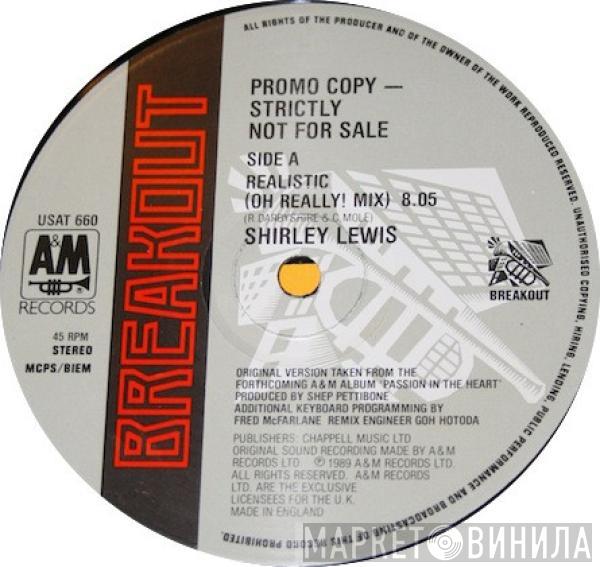 ALL RIGHTS OF THE PRODUCER AND OF THE OWNER OF THE WORK REPRODUCED RESERVED. UNAUTHORISED COPYING, HIRING, LENDING, PUBLIC PERFORMANCE AND BROADCASTING OF THIS RECORD PROHIBITED.
BREAKOUT
PROMO COPY —
STRICTLY
NOT FOR SALE
SIDE A
REALISTIC
(OH REALLY! MIX) 8.05
(R DARBYSHIRE & C MOLE)
SHIRLEY LEWIS
USAT 660
A&M
RECORDS
45 RPM
STEREO
MCPS/BIEM
BREAKOUT
ORIGINAL VERSION TAKEN FROM THE
FORTHCOMING A & M ALBUM 'PASSION IN THE HEART'
PRODUCED BY SHEP PETTIBONE
ADDITIONAL KEYBOARD PROGRAMMING BY
FRED McFARLANE REMIX ENGINEER GOH HOTODA
PUBLISHERS: CHAPPELL MUSIC LTD
ORIGINAL SOUND RECORDING MADE BY A & M
RECORDS LTD ℗ 1989 A & M RECORDS LTD.
ALL RIGHTS RESERVED. A & M RECORDS
LTD. ARE THE EXCLUSIVE
LICENSEES FOR THE U.K.
MADE IN ENGLAND
МАРКЕТ ВИНИЛА